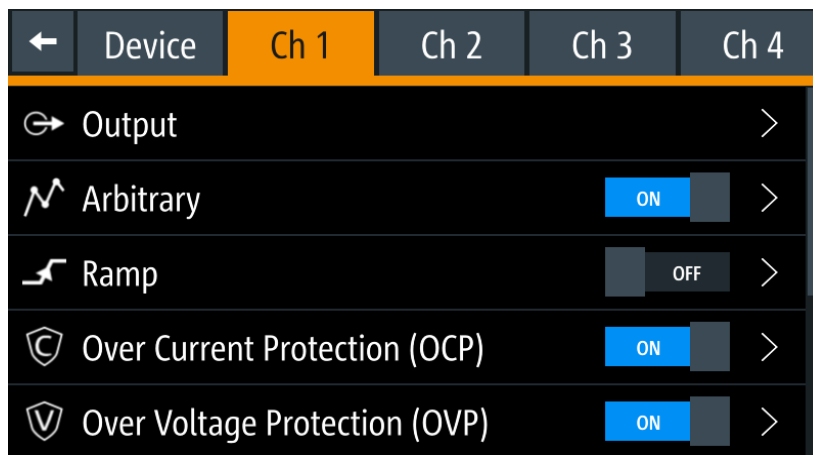 Device Ch 1 Ch 2 Ch 3 Ch 4
Output
Arbitrary ON
Ramp OFF
C Over Current Protection (OCP) ON
V Over Voltage Protection (OVP) ON